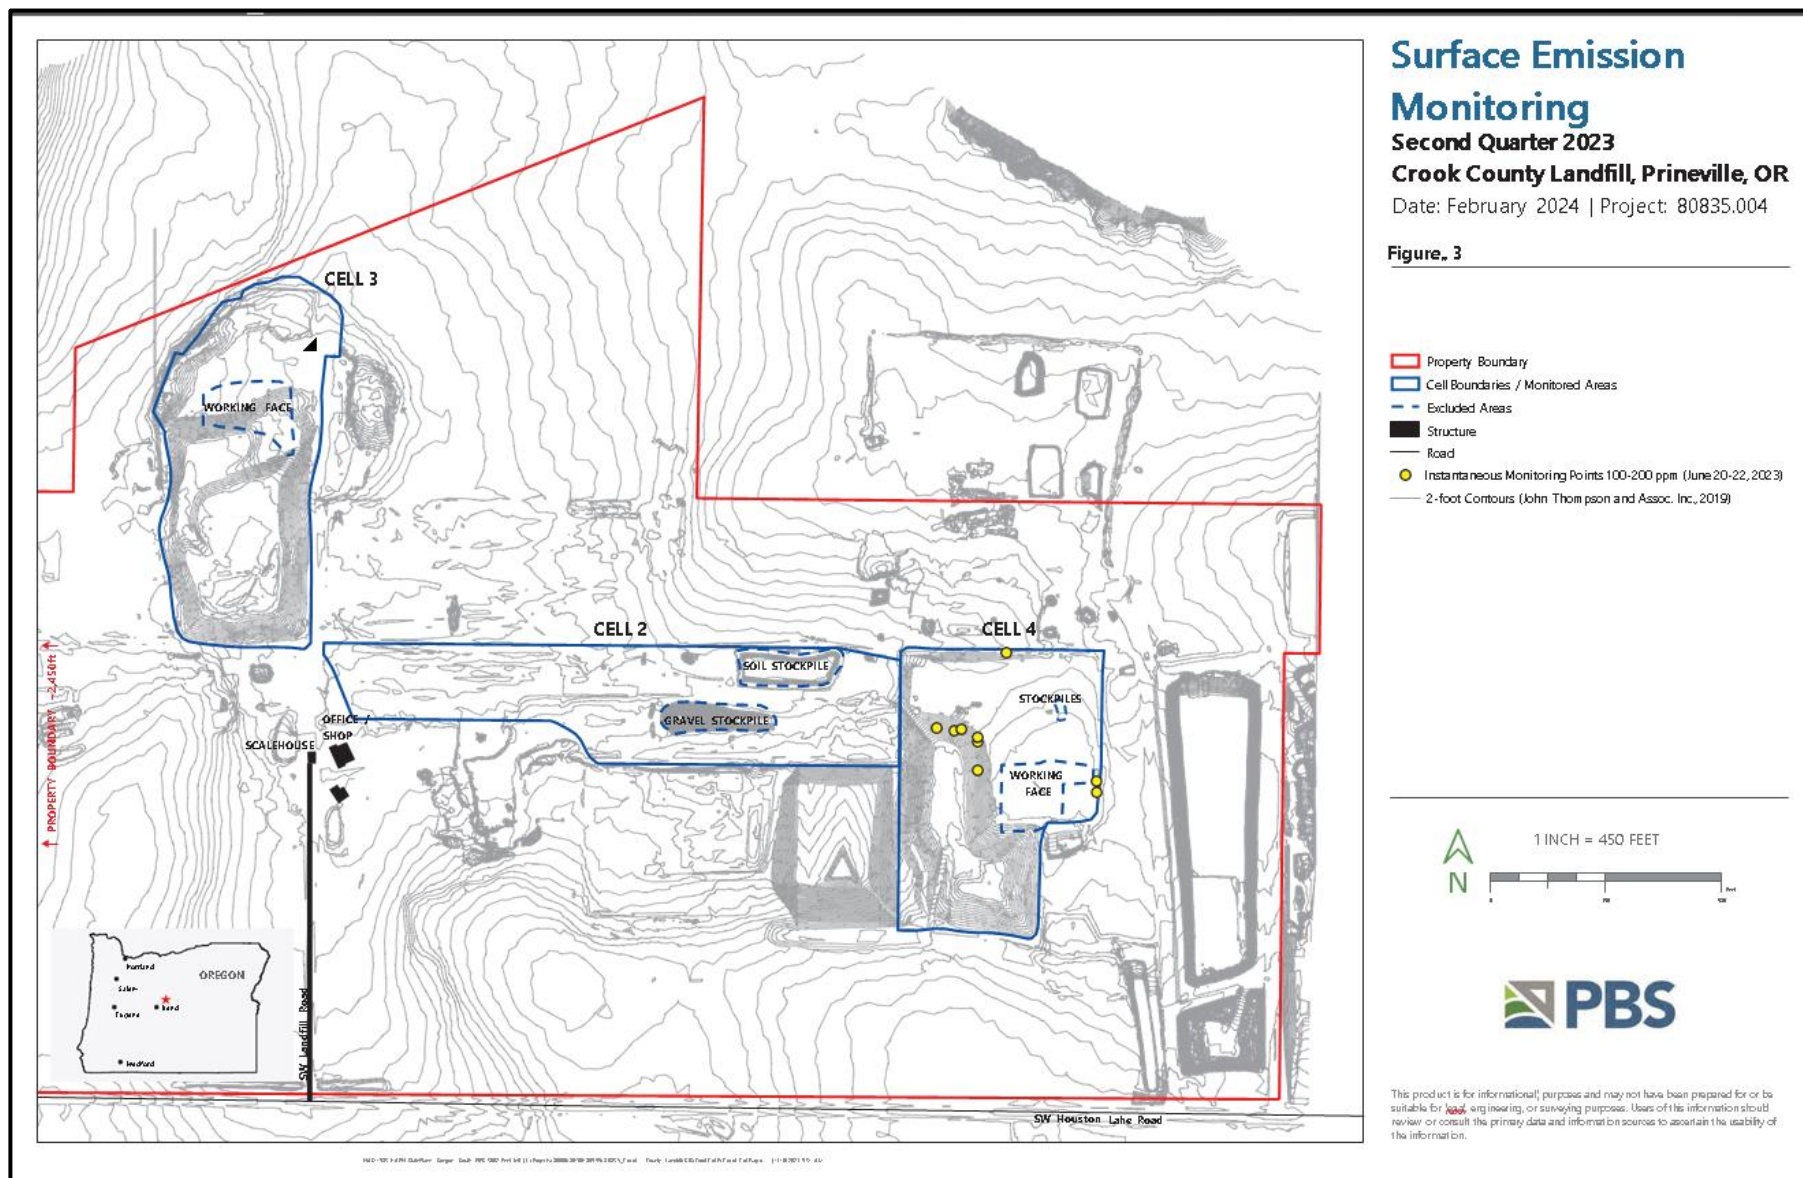 Surface Emission
Monitoring
Second Quarter 2023
Crook County Landfill, Prineville, OR
Date: February 2024 | Project: 80835.004
Figure,, 3
Property Boundary
Cell Boundaries / Monitored Areas
Excluded Areas
Structure
Road
Instantaneous Monitoring Points 100-200 ppm (June 20-22, 2023)
2-foot Contours (John Thompson and Assoc. Inc., 2019)
CELL 3
WORKING FACE
CELL 2
CELL 4
SOIL STOCKPILE
STOCKPILES
GRAVEL STOCKPILE
OFFICE /
SHOP
SCALEHOUSE
WORKING
FACE
PROPERTY BOUNDARY ~2,450ft
OREGON
Portland
Salem
Eugene
Bend
Medford
SW Landfill Road
SW Houston Lake Road
1 INCH = 450 FEET
N
Feet
PBS
This product is for informational purposes and may not have been prepared for or be
suitable for legal, engineering, or surveying purposes. Users of this information should
review or consult the primary data and information sources to ascertain the usability of
the information.